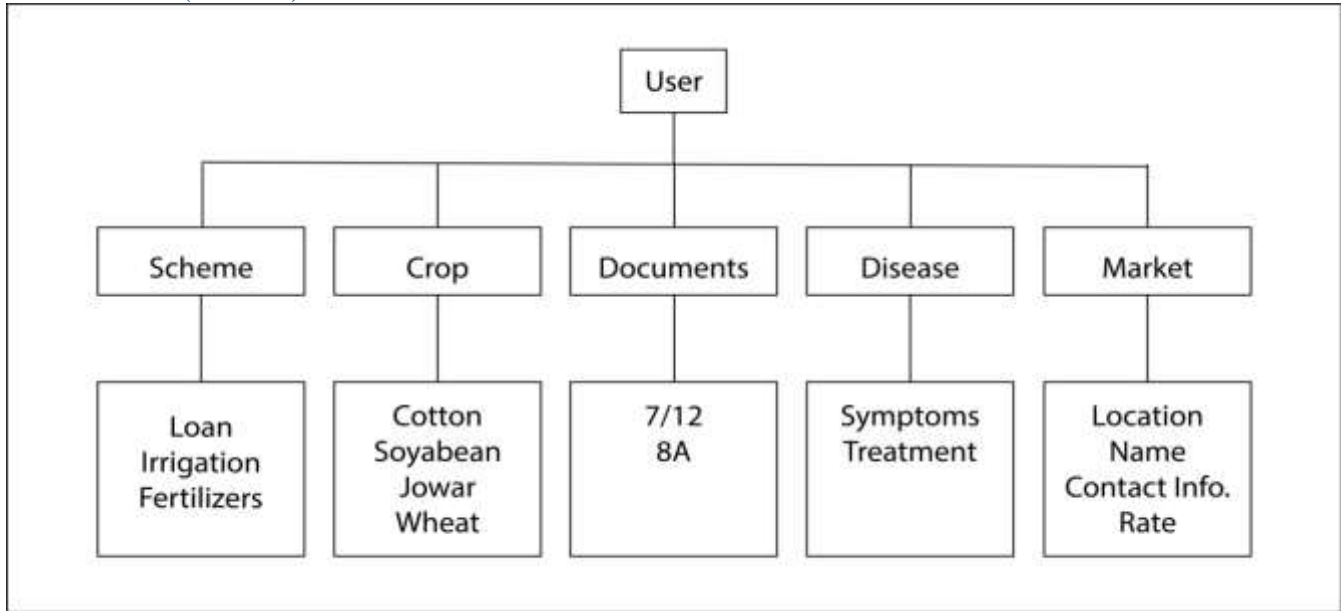 User
Scheme
Crop
Documents
Disease
Market
Loan
Irrigation
Fertilizers
Cotton
Soyabean
Jowar
Wheat
7/12
8A
Symptoms
Treatment
Location
Name
Contact Info.
Rate